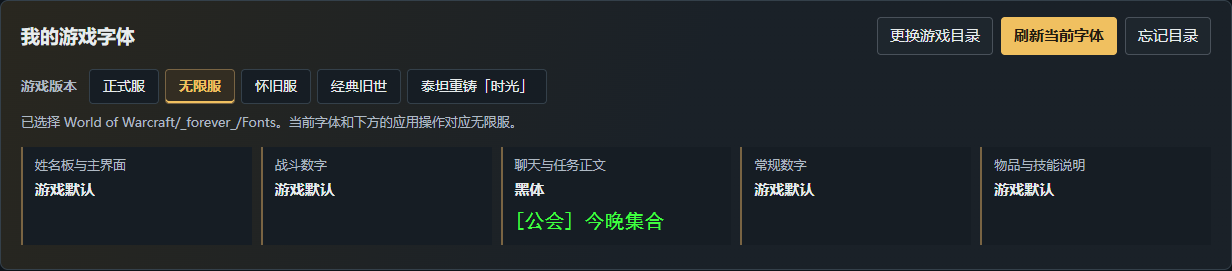 我的游戏字体
更换游戏目录 刷新当前字体 忘记目录
游戏版本 正式服 无限服 怀旧服 经典旧世 泰坦重铸「时光」
已选择 World of Warcraft/_forever_/Fonts。当前字体和下方的应用操作对应无限服。
姓名板与主界面
游戏默认
战斗数字
游戏默认
聊天与任务正文
黑体
［公会］今晚集合
常规数字
游戏默认
物品与技能说明
游戏默认